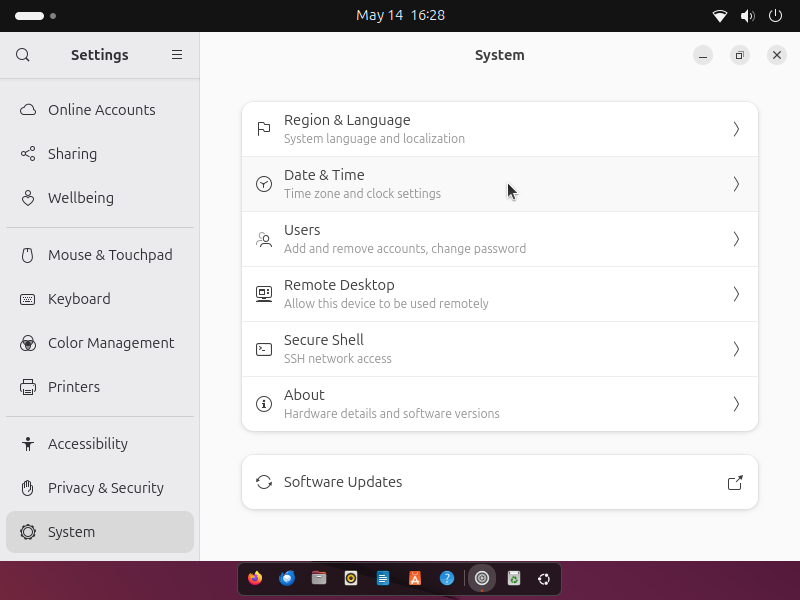 May 14 16:28
Settings
System
Online Accounts
Sharing
Wellbeing
Mouse & Touchpad
Keyboard
Color Management
Printers
Accessibility
Privacy & Security
System
Region & Language
System language and localization
Date & Time
Time zone and clock settings
Users
Add and remove accounts, change password
Remote Desktop
Allow this device to be used remotely
Secure Shell
SSH network access
About
Hardware details and software versions
Software Updates